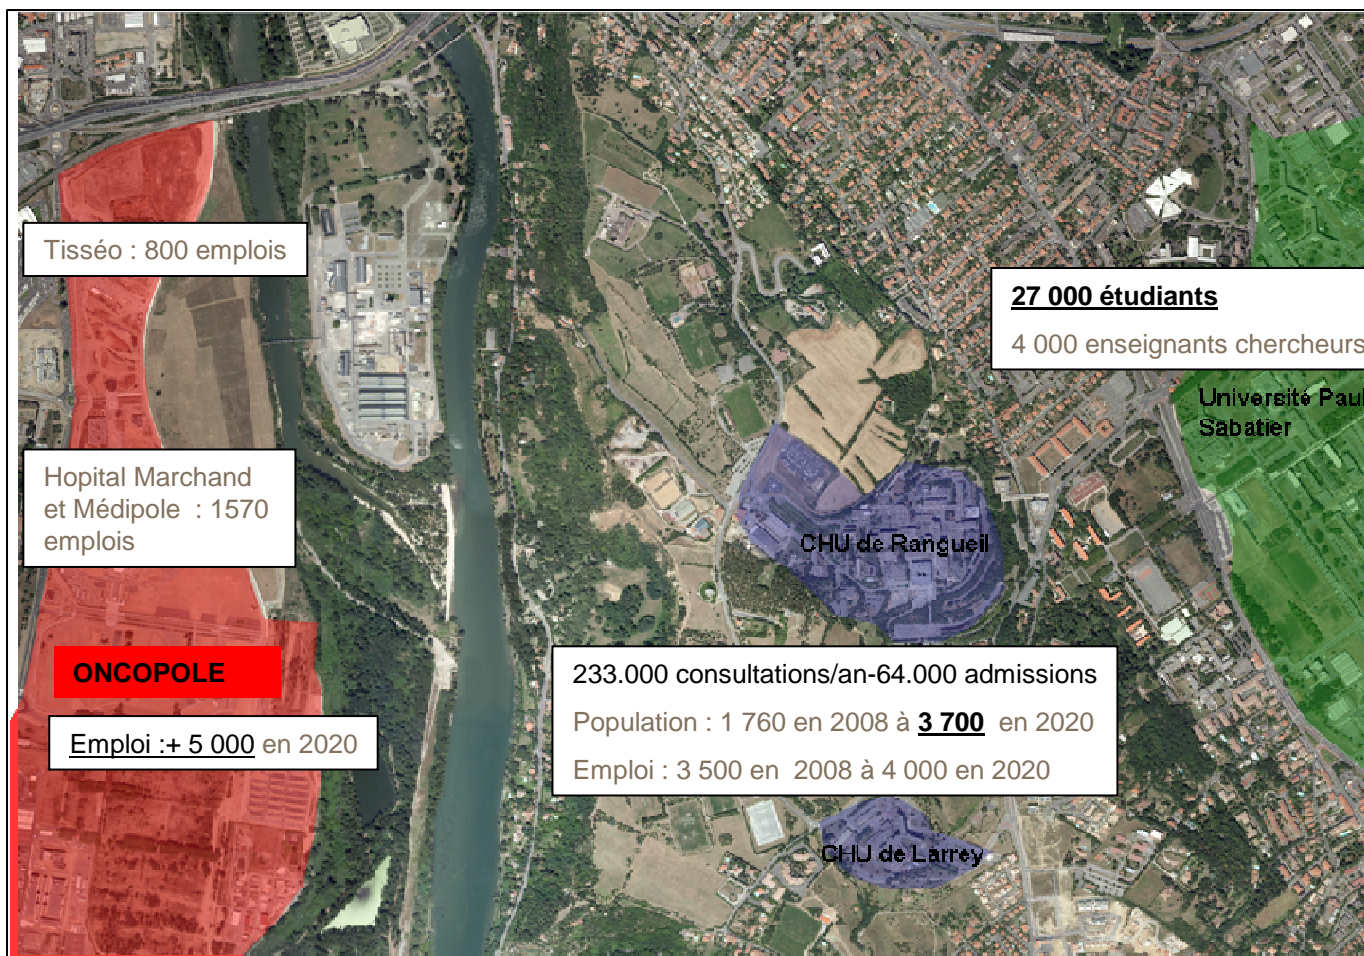 Tisséo : 800 emplois
27 000 étudiants
4 000 enseignants chercheurs
Université Paul
Sabatier
Hopital Marchand
et Médipole : 1570
emplois
CHU de Rangueil
ONCOPOLE
Emploi :+ 5 000 en 2020
233.000 consultations/an-64.000 admissions
Population : 1 760 en 2008 à 3 700 en 2020
Emploi : 3 500 en 2008 à 4 000 en 2020
CHU de Larrey